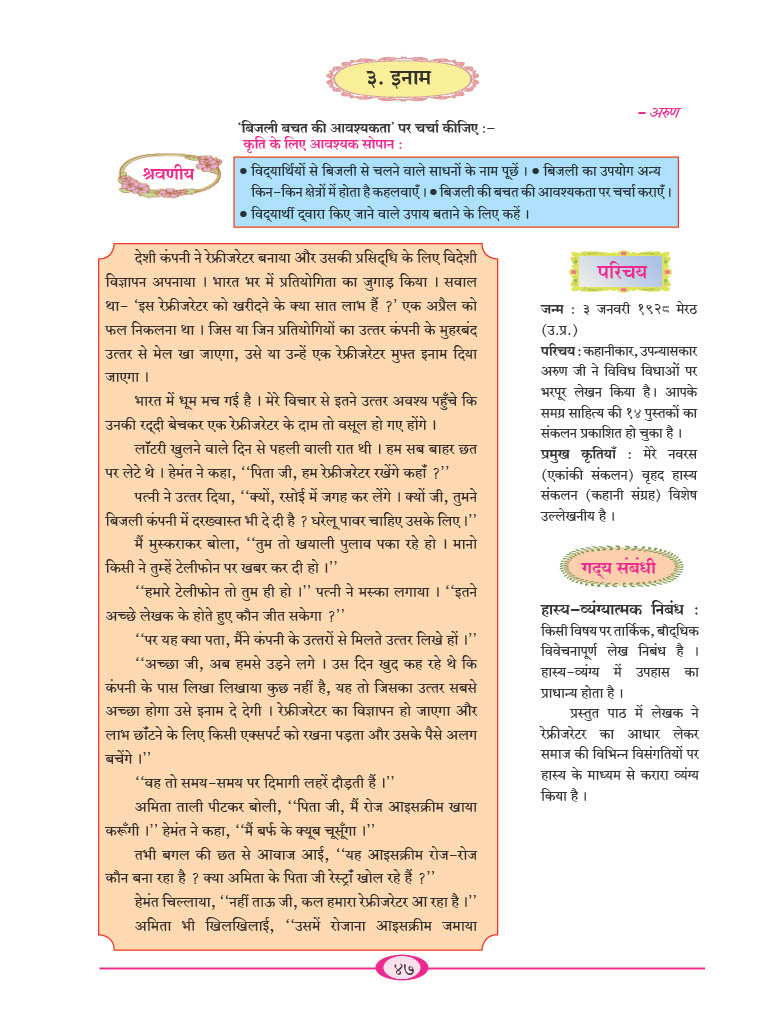 ३. इनाम
– अरुण
‘बिजली बचत की आवश्यकता’ पर चर्चा कीजिए :–
कृति के लिए आवश्यक सोपान :
श्रवणीय
● विद्यार्थियों से बिजली से चलने वाले साधनों के नाम पूछें । ● बिजली का उपयोग अन्य
किन-किन क्षेत्रों में होता है कहलवाएँ । ● बिजली की बचत की आवश्यकता पर चर्चा कराएँ ।
● विद्यार्थी द्वारा किए जाने वाले उपाय बताने के लिए कहें ।
देशी कंपनी ने रेफ्रीजरेटर बनाया और उसकी प्रसिद्धि के लिए विदेशी
विज्ञापन अपनाया । भारत भर में प्रतियोगिता का जुगाड़ किया । सवाल
था- ‘इस रेफ्रीजरेटर को खरीदने के क्या सात लाभ हैं ?’ एक अप्रैल को
फल निकलना था । जिस या जिन प्रतियोगियों का उत्तर कंपनी के मुहरबंद
उत्तर से मेल खा जाएगा, उसे या उन्हें एक रेफ्रीजरेटर मुफ्त इनाम दिया
जाएगा ।
भारत में धूम मच गई है । मेरे विचार से इतने उत्तर अवश्य पहुँचे कि
उनकी रद्दी बेचकर एक रेफ्रीजरेटर के दाम तो वसूल हो गए होंगे ।
लॉटरी खुलने वाले दिन से पहली वाली रात थी । हम सब बाहर छत
पर लेटे थे । हेमंत ने कहा, ‘‘पिता जी, हम रेफ्रीजरेटर रखेंगे कहाँ ?’’
पत्नी ने उत्तर दिया, ‘‘क्यों, रसोई में जगह कर लेंगे । क्यों जी, तुमने
बिजली कंपनी में दरख्वास्त भी दे दी है ? घरेलू पावर चाहिए उसके लिए ।’’
मैं मुस्कराकर बोला, ‘‘तुम तो खयाली पुलाव पका रहे हो । मानो
किसी ने तुम्हें टेलीफोन पर खबर कर दी हो ।’’
‘‘हमारे टेलीफोन तो तुम ही हो ।’’ पत्नी ने मस्का लगाया । ‘‘इतने
अच्छे लेखक के होते हुए कौन जीत सकेगा ?’’
‘‘पर यह क्या पता, मैंने कंपनी के उत्तरों से मिलते उत्तर लिखे हों ।’’
‘‘अच्छा जी, अब हमसे उड़ने लगे । उस दिन खुद कह रहे थे कि
कंपनी के पास लिखा लिखाया कुछ नहीं है, यह तो जिसका उत्तर सबसे
अच्छा होगा उसे इनाम दे देगी । रेफ्रीजरेटर का विज्ञापन हो जाएगा और
लाभ छाँटने के लिए किसी एक्सपर्ट को रखना पड़ता और उसके पैसे अलग
बचेंगे ।’’
‘‘वह तो समय-समय पर दिमागी लहरें दौड़ती हैं ।’’
अमिता ताली पीटकर बोली, ‘‘पिता जी, मैं रोज आइसक्रीम खाया
करूँगी ।’’ हेमंत ने कहा, ‘‘मैं बर्फ के क्यूब चूसूँगा ।’’
तभी बगल की छत से आवाज आई, ‘‘यह आइसक्रीम रोज-रोज
कौन बना रहा है ? क्या अमिता के पिता जी रेस्ट्राँ खोल रहे हैं ?’’
हेमंत चिल्लाया, ‘‘नहीं ताऊ जी, कल हमारा रेफ्रीजरेटर आ रहा है ।’’
अमिता भी खिलखिलाई, ‘‘उसमें रोजाना आइसक्रीम जमाया
परिचय
जन्म : ३ जनवरी १९२८ मेरठ
(उ.प्र.)
परिचय : कहानीकार, उपन्यासकार
अरुण जी ने विविध विधाओं पर
भरपूर लेखन किया है। आपके
समग्र साहित्य की १४ पुस्तकों का
संकलन प्रकाशित हो चुका है ।
प्रमुख कृतियाँ : मेरे नवरस
(एकांकी संकलन) वृहद हास्य
संकलन (कहानी संग्रह) विशेष
उल्लेखनीय है ।
गद्य संबंधी
हास्य-व्यंग्यात्मक निबंध :
किसी विषय पर तार्किक, बौद्धिक
विवेचनापूर्ण लेख निबंध है ।
हास्य-व्यंग्य में उपहास का
प्राधान्य होता है ।
प्रस्तुत पाठ में लेखक ने
रेफ्रीजरेटर का आधार लेकर
समाज की विभिन्न विसंगतियों पर
हास्य के माध्यम से करारा व्यंग्य
किया है ।
४७